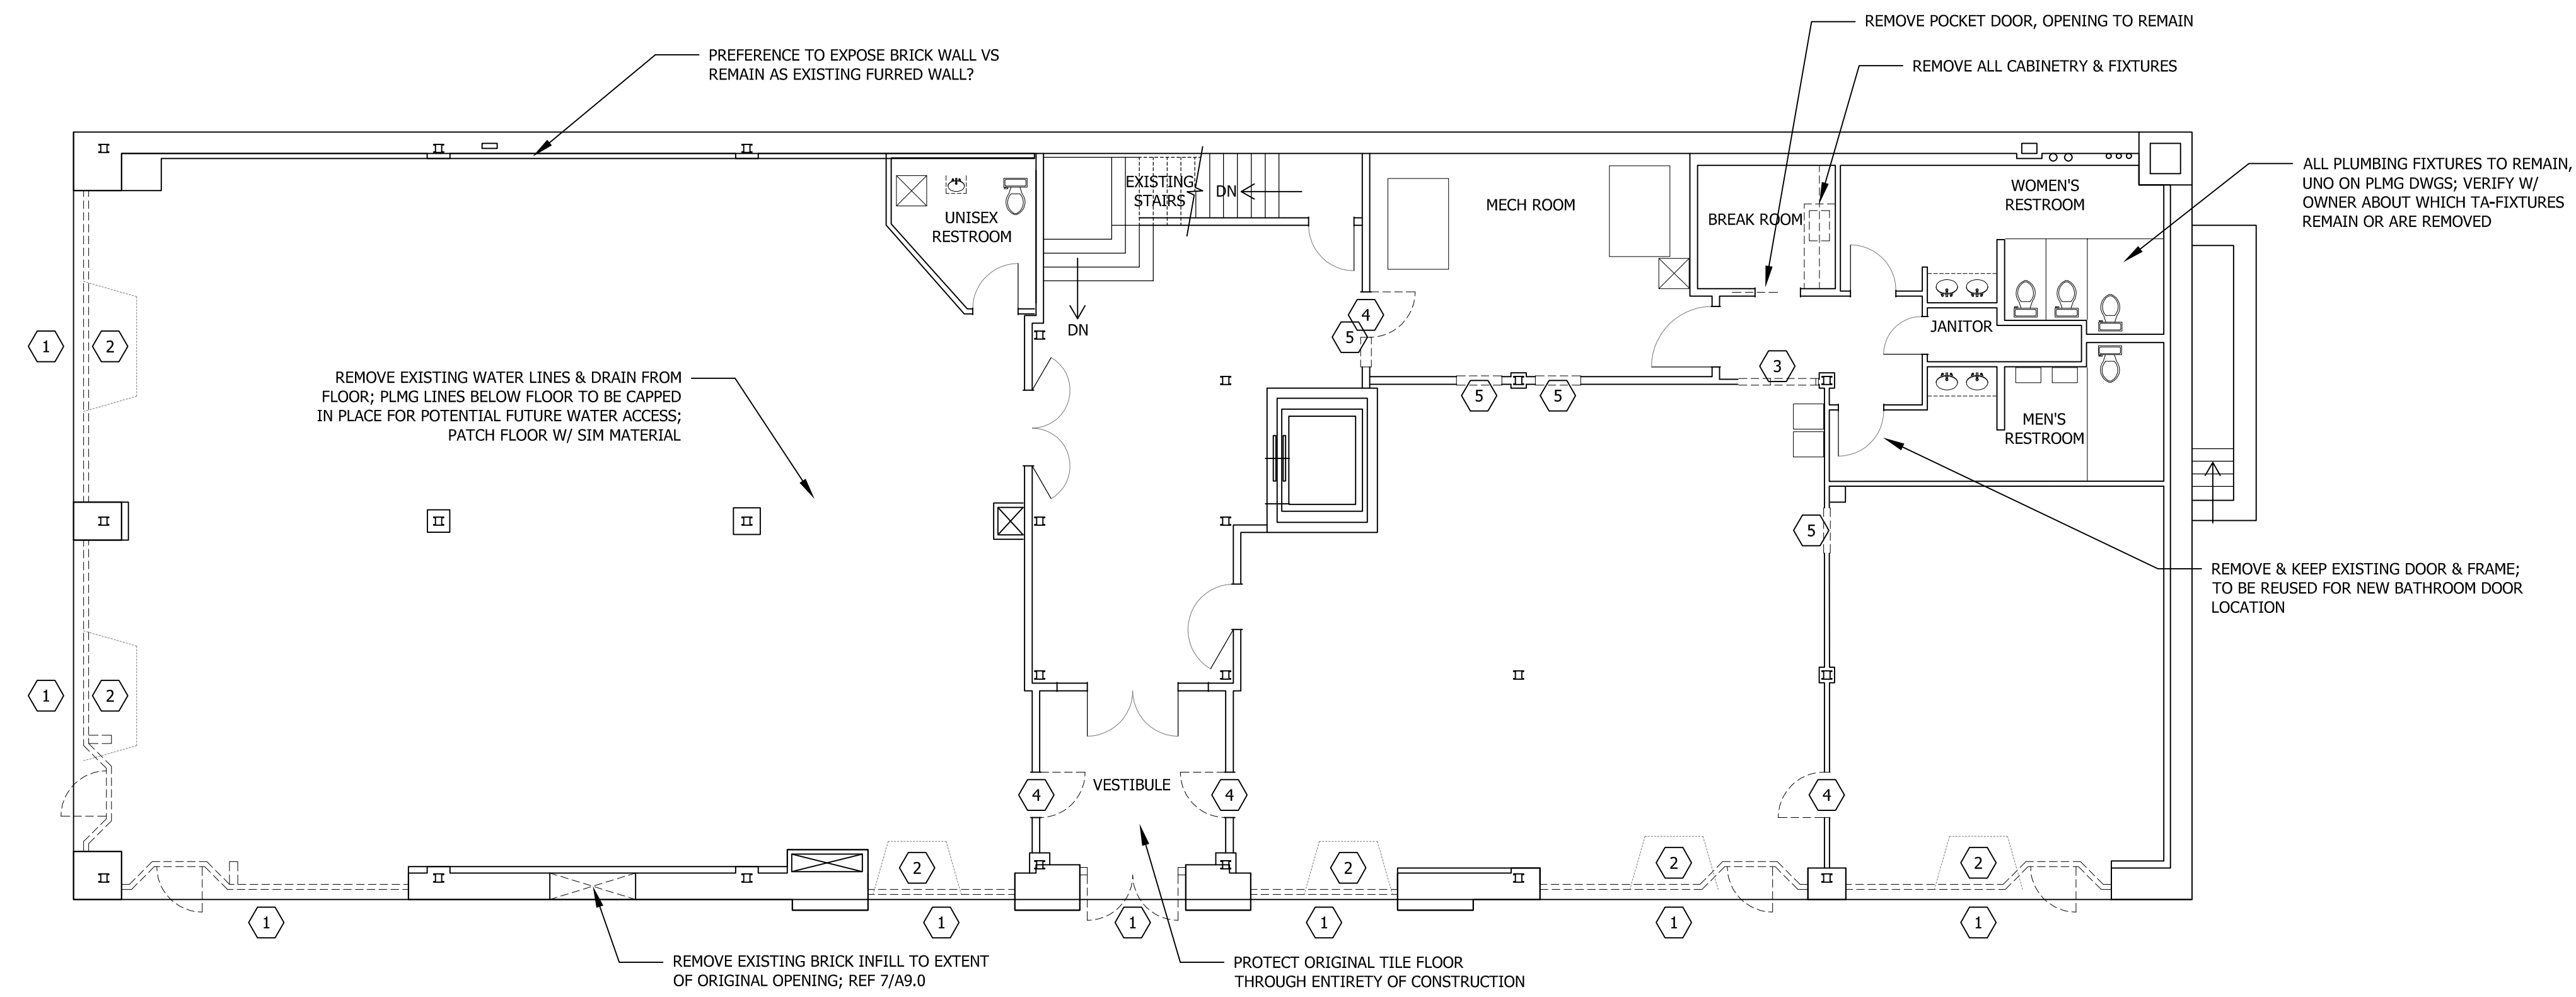 REMOVE POCKET DOOR, OPENING TO REMAIN
PREFERENCE TO EXPOSE BRICK WALL VS
REMAIN AS EXISTING FURRED WALL?
REMOVE ALL CABINETRY & FIXTURES
ALL PLUMBING FIXTURES TO REMAIN,
UNO ON PLMG DWGS; VERIFY W/
OWNER ABOUT WHICH TA-FIXTURES
REMAIN OR ARE REMOVED
EXISTING
STAIRS
DN
MECH ROOM
BREAK ROOM
WOMEN'S
RESTROOM
UNISEX
RESTROOM
DN
4
5
JANITOR
1
2
3
REMOVE EXISTING WATER LINES & DRAIN FROM
FLOOR; PLMG LINES BELOW FLOOR TO BE CAPPED
IN PLACE FOR POTENTIAL FUTURE WATER ACCESS;
PATCH FLOOR W/ SIM MATERIAL
5
5
MEN'S
RESTROOM
5
REMOVE & KEEP EXISTING DOOR & FRAME;
TO BE REUSED FOR NEW BATHROOM DOOR
LOCATION
1
2
VESTIBULE
4
4
4
2
2
2
2
1
1
1
1
1
1
REMOVE EXISTING BRICK INFILL TO EXTENT
OF ORIGINAL OPENING; REF 7/A9.0
PROTECT ORIGINAL TILE FLOOR
THROUGH ENTIRETY OF CONSTRUCTION